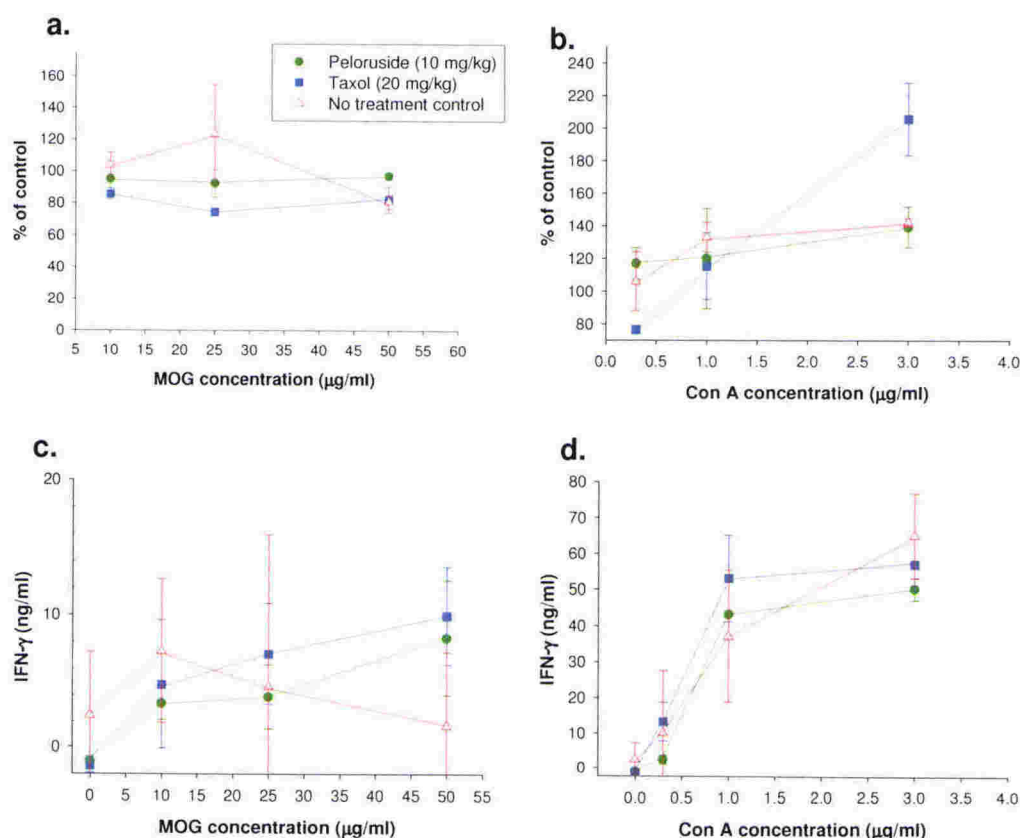 a.
Peloruside (10 mg/kg)
Taxol (20 mg/kg)
No treatment control
% of control
160
140
120
100
80
60
40
20
0
5 10 15 20 25 30 35 40 45 50 55 60
MOG concentration (µg/ml)
b.
% of control
240
220
200
180
160
140
120
100
80
0.0 0.5 1.0 1.5 2.0 2.5 3.0 3.5 4.0
Con A concentration (µg/ml)
c.
IFN-γ (ng/ml)
20
10
0
0 5 10 15 20 25 30 35 40 45 50 55
MOG concentration (µg/ml)
d.
IFN-γ (ng/ml)
80
70
60
50
40
30
20
10
0
0.0 0.5 1.0 1.5 2.0 2.5 3.0 3.5 4.0
Con A concentration (µg/ml)